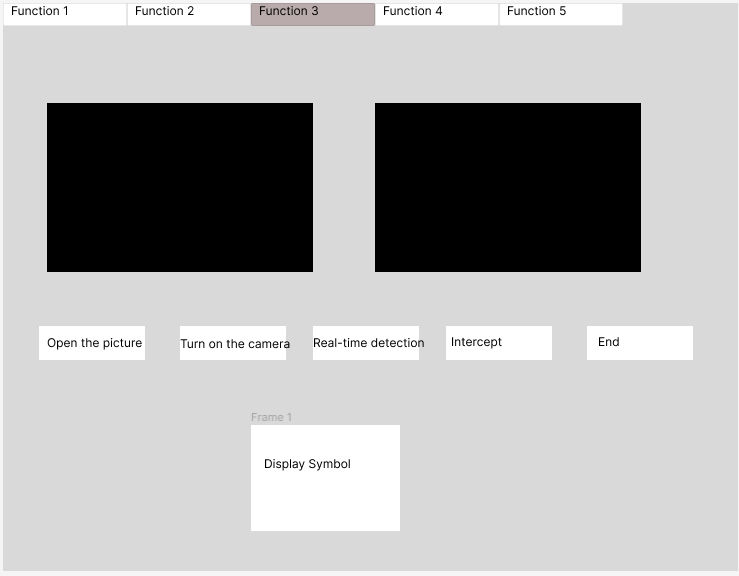 Function 1
Function 2
Function 3
Function 4
Function 5
Open the picture
Turn on the camera
Real-time detection
Intercept
End
Frame 1
Display Symbol